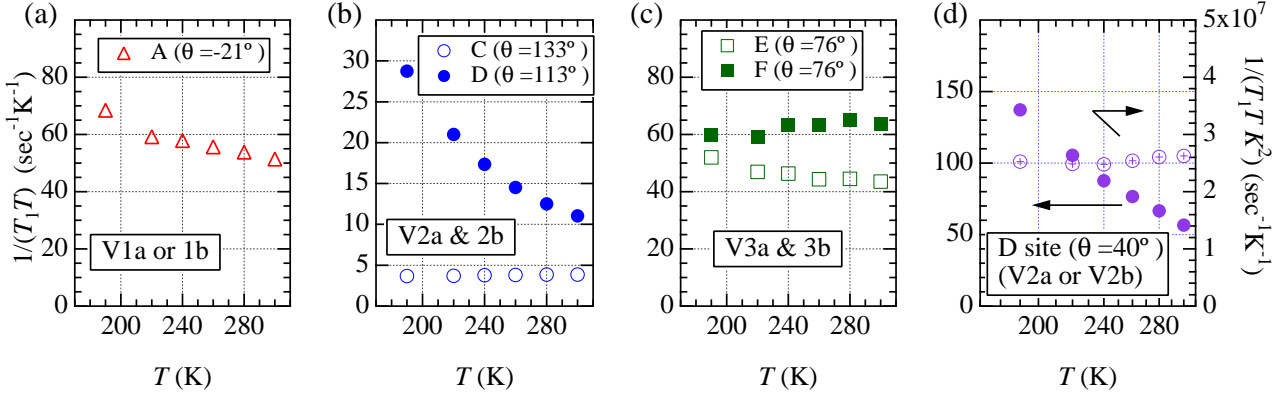 (a)
(b)
(c)
(d)
1/(T₁T) (sec⁻¹K⁻¹)
80
60
40
20
0
A (θ =-21º )
V1a or 1b
200
240
280
T (K)
30
25
20
15
10
5
0
C (θ =133º)
D (θ =113º)
V2a & 2b
200
240
280
T (K)
80
60
40
20
0
E (θ =76º )
F (θ =76º )
V3a & 3b
200
240
280
T (K)
200
150
100
50
0
D site (θ =40º )
(V2a or V2b)
200
240
280
T (K)
5x10⁷
4
3
2
1
0
1/(T₁T K²) (sec⁻¹K⁻¹)